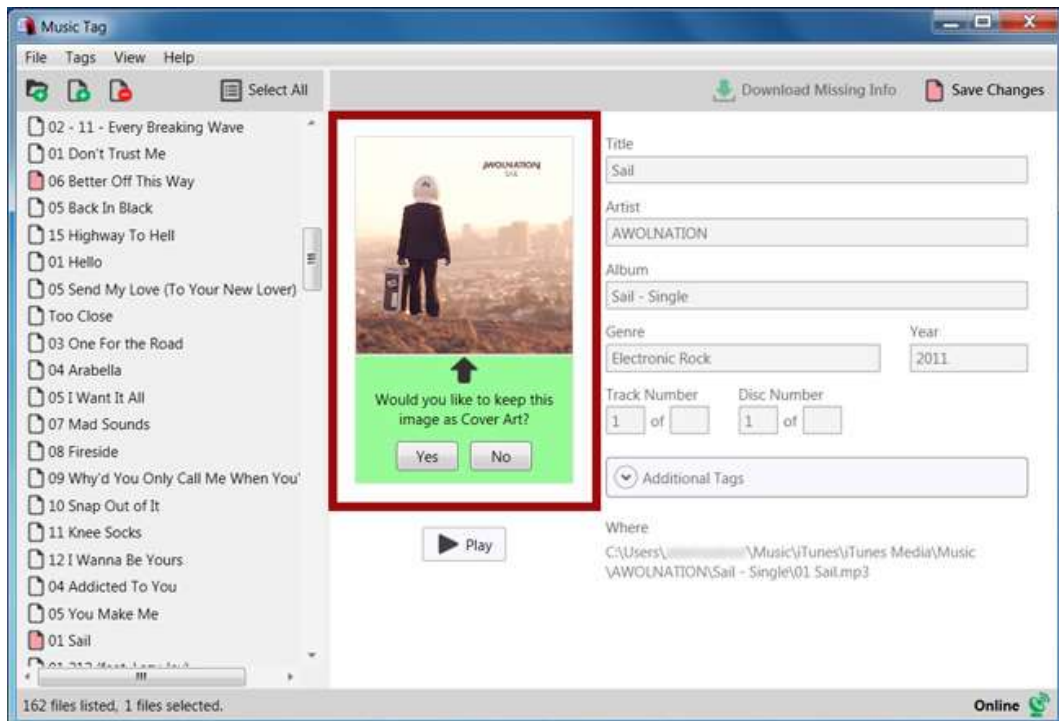 Music Tag
File Tags View Help
Select All
Download Missing Info
Save Changes
02 - 11 - Every Breaking Wave
01 Don't Trust Me
06 Better Off This Way
05 Back In Black
15 Highway To Hell
01 Hello
05 Send My Love (To Your New Lover)
Too Close
03 One For the Road
04 Arabella
05 I Want It All
07 Mad Sounds
08 Fireside
09 Why'd You Only Call Me When You'
10 Snap Out of It
11 Knee Socks
12 I Wanna Be Yours
04 Addicted To You
05 You Make Me
01 Sail
AWOLNATION
SAIL
Would you like to keep this
image as Cover Art?
Yes No
Play
Title
Sail
Artist
AWOLNATION
Album
Sail - Single
Genre Year
Electronic Rock 2011
Track Number Disc Number
1 of 1 of
Additional Tags
Where
C:\Users\ \Music\iTunes\iTunes Media\Music
\AWOLNATION\Sail - Single\01 Sail.mp3
162 files listed, 1 files selected.
Online